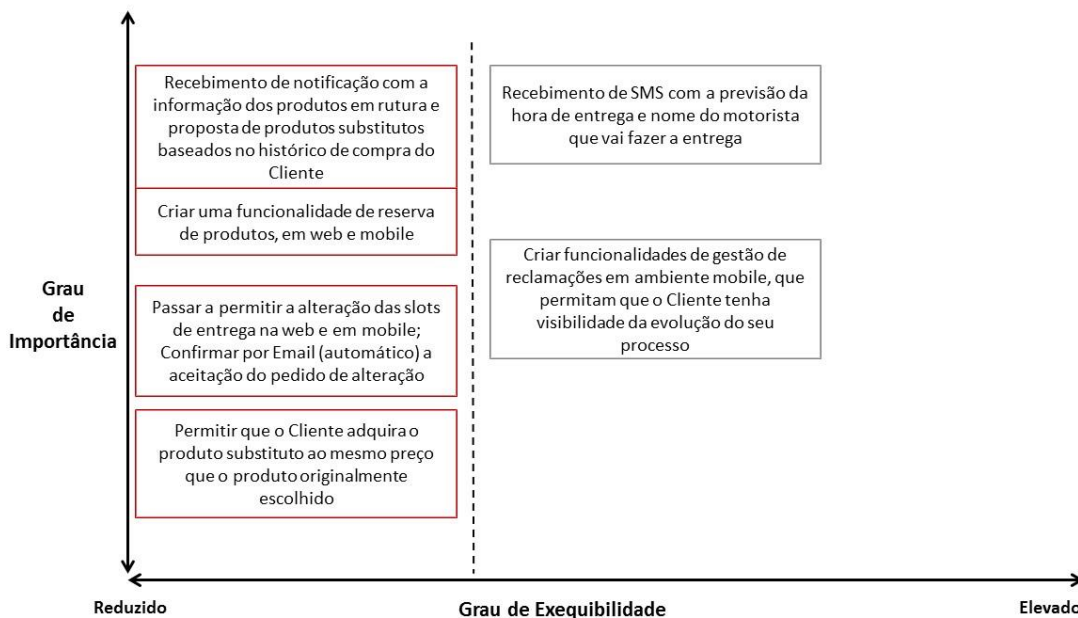 Recebimento de notificação com a
informação dos produtos em rutura e
proposta de produtos substitutos
baseados no histórico de compra do
Cliente
Recebimento de SMS com a previsão da
hora de entrega e nome do motorista
que vai fazer a entrega
Criar uma funcionalidade de reserva
de produtos, em web e mobile
Criar funcionalidades de gestão de
reclamações em ambiente mobile, que
permitam que o Cliente tenha
visibilidade da evolução do seu
processo
Grau
de
Importância
Passar a permitir a alteração das slots
de entrega na web e em mobile;
Confirmar por Email (automático) a
aceitação do pedido de alteração
Permitir que o Cliente adquira o
produto substituto ao mesmo preço
que o produto originalmente
escolhido
Reduzido
Grau de Exequibilidade
Elevado